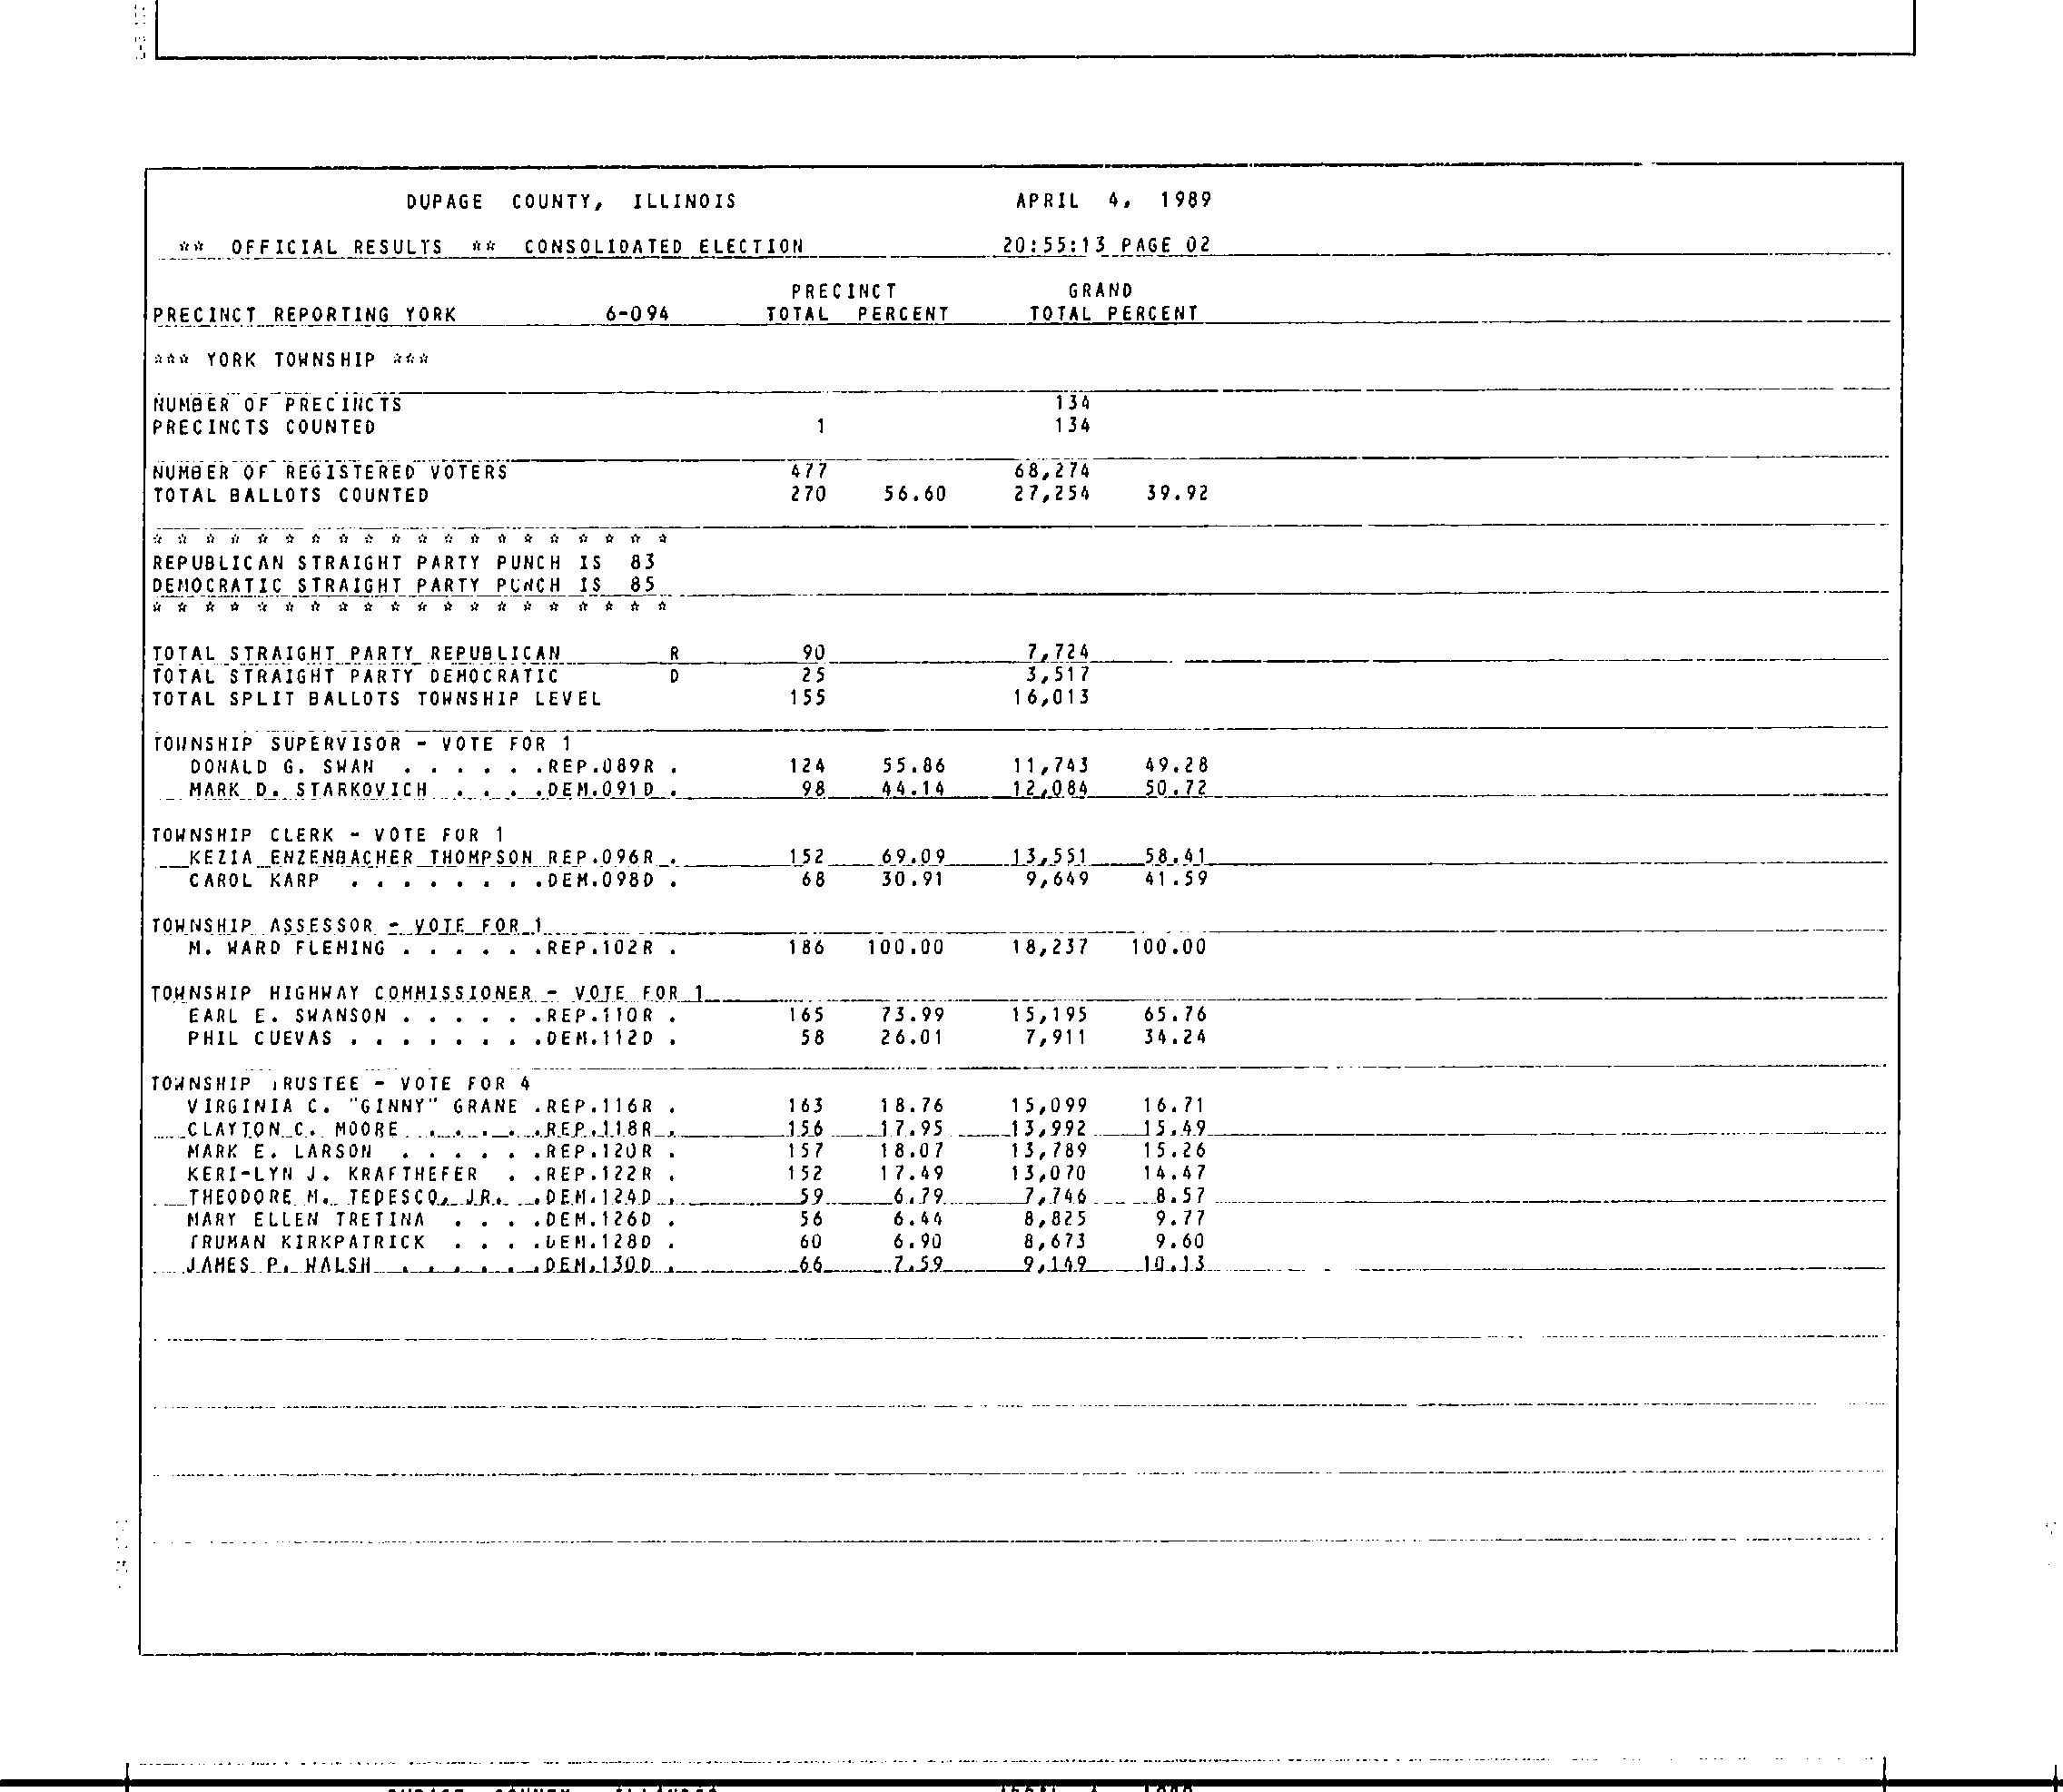 DUPAGE COUNTY, ILLINOIS APRIL 4, 1989
** OFFICIAL RESULTS ** CONSOLIDATED ELECTION 20:55:13 PAGE 02
PRECINCT GRAND
PRECINCT REPORTING YORK 6-094 TOTAL PERCENT TOTAL PERCENT
*** YORK TOWNSHIP ***
NUMBER OF PRECINCTS 134
PRECINCTS COUNTED 1 134
NUMBER OF REGISTERED VOTERS 477 68,274
TOTAL BALLOTS COUNTED 270 56.60 27,254 39.92
* * * * * * * * * * * * * * * * * * * *
REPUBLICAN STRAIGHT PARTY PUNCH IS 83
DEMOCRATIC STRAIGHT PARTY PUNCH IS 85
* * * * * * * * * * * * * * * * * * * *
TOTAL STRAIGHT PARTY REPUBLICAN R 90 7,724
TOTAL STRAIGHT PARTY DEMOCRATIC D 25 3,517
TOTAL SPLIT BALLOTS TOWNSHIP LEVEL 155 16,013
TOWNSHIP SUPERVISOR - VOTE FOR 1
DONALD G. SWAN . . . . . .REP.089R . 124 55.86 11,743 49.28
MARK D. STARKOVICH . . . .DEM.091D . 98 44.14 12,084 50.72
TOWNSHIP CLERK - VOTE FOR 1
KEZIA ENZENBACHER THOMPSON REP.096R . 152 69.09 13,551 58.41
CAROL KARP . . . . . . . .DEM.098D . 68 30.91 9,649 41.59
TOWNSHIP ASSESSOR - VOTE FOR 1
M. WARD FLEMING . . . . . .REP.102R . 186 100.00 18,237 100.00
TOWNSHIP HIGHWAY COMMISSIONER - VOTE FOR 1
EARL E. SWANSON . . . . . .REP.110R . 165 73.99 15,195 65.76
PHIL CUEVAS . . . . . . . .DEM.112D . 58 26.01 7,911 34.24
TOWNSHIP TRUSTEE - VOTE FOR 4
VIRGINIA C. "GINNY" GRANE .REP.116R . 163 18.76 15,099 16.71
CLAYTON C. MOORE . . . . .REP.118R . 156 17.95 13,992 15.49
MARK E. LARSON . . . . . .REP.120R . 157 18.07 13,789 15.26
KERI-LYN J. KRAFTHEFER . .REP.122R . 152 17.49 13,070 14.47
THEODORE M. TEDESCO, JR. .DEM.124D . 59 6.79 7,746 8.57
MARY ELLEN TRETINA . . . .DEM.126D . 56 6.44 8,825 9.77
TRUMAN KIRKPATRICK . . . .DEM.128D . 60 6.90 8,673 9.60
JAMES P. WALSH . . . . . .DEM.130D . 66 7.59 9,149 10.13